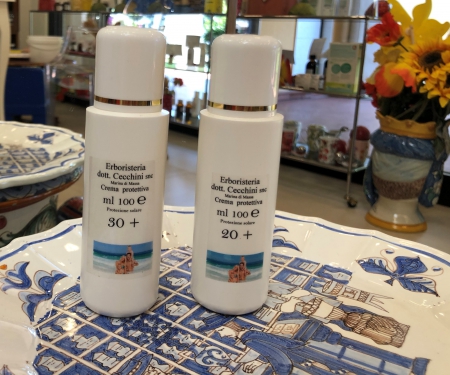 Erboristeria
dott. Cecchini snc
Marina di Massa
Crema protettiva
ml 100 e
Protezione solare
30 +
Erboristeria
dott. Cecchini snc
Marina di Massa
Crema protettiva
ml 100 e
Protezione solare
20 +